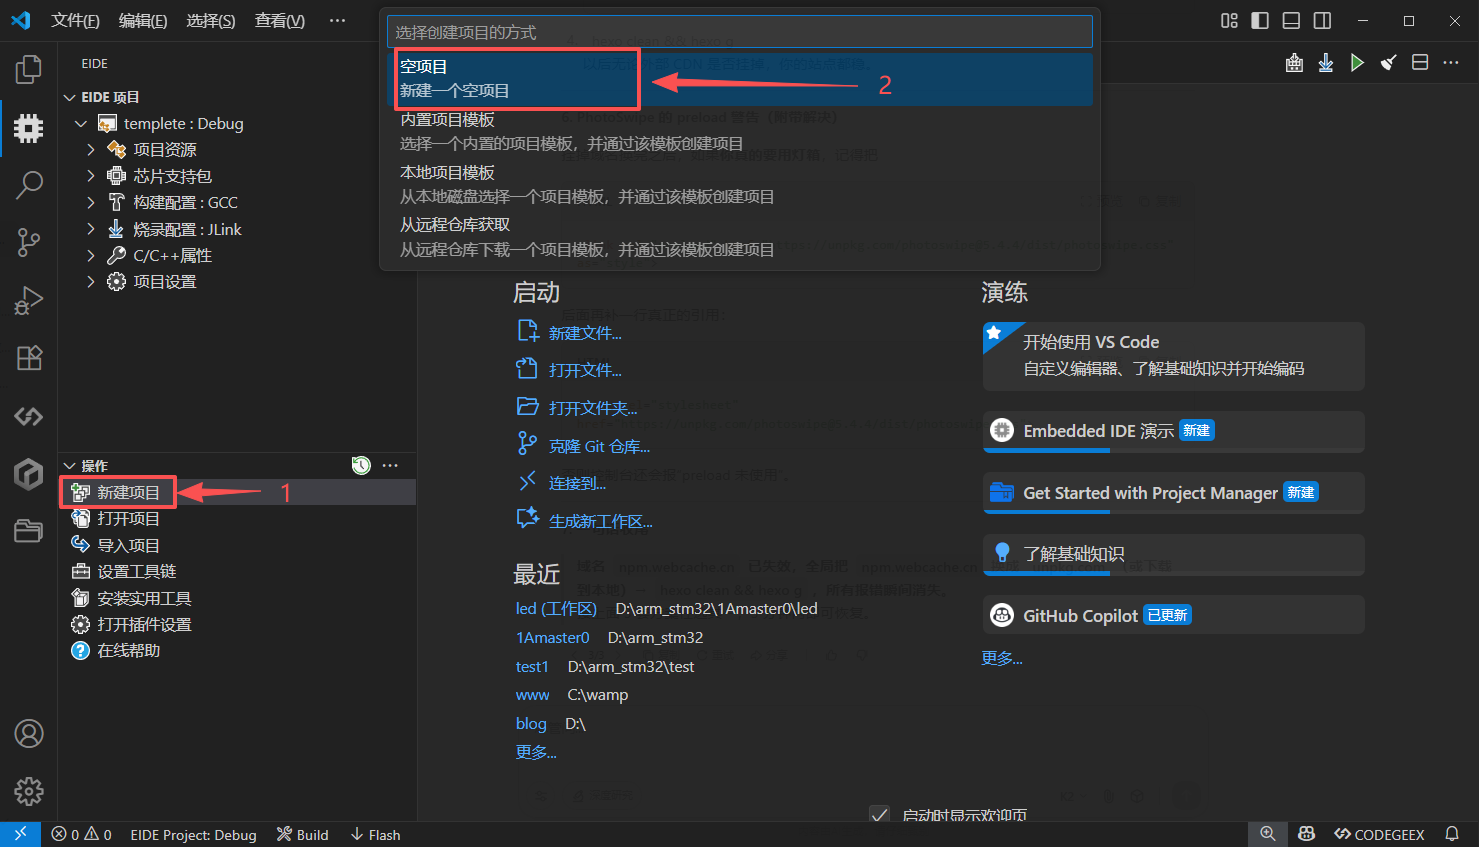 文件(F) 编辑(E) 选择(S) 查看(V) ···
选择创建项目的方式
空项目
新建一个空项目
2
内置项目模板
选择一个内置的项目模板，并通过该模板创建项目
本地项目模板
从本地磁盘选择一个项目模板，并通过该模板创建项目
从远程仓库获取
从远程仓库下载一个项目模板，并通过该模板创建项目
EIDE
EIDE 项目
templete : Debug
项目资源
芯片支持包
构建配置 : GCC
烧录配置 : JLink
C/C++属性
项目设置
操作
新建项目
1
打开项目
导入项目
设置工具链
安装实用工具
打开插件设置
在线帮助
启动
新建文件...
打开文件...
打开文件夹...
克隆 Git 仓库...
连接到...
生成新工作区...
最近
led (工作区) D:\arm_stm32\1Amaster0\led
1Amaster0 D:\arm_stm32
test1 D:\arm_stm32\test
www C:\wamp
blog D:\
更多...
演练
开始使用 VS Code
自定义编辑器、了解基础知识并开始编码
Embedded IDE 演示 新建
Get Started with Project Manager 新建
了解基础知识
GitHub Copilot 已更新
更多...
启动时显示欢迎页
0 0 EIDE Project: Debug Build Flash CODEGEEX